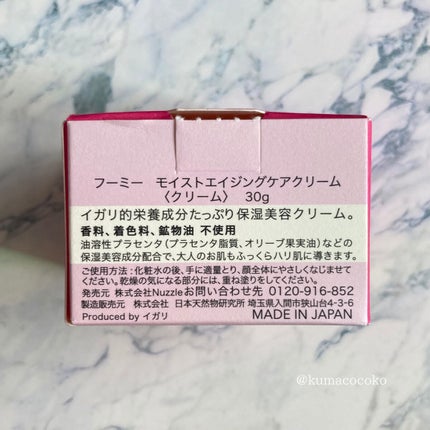 フーミー　モイストエイジングケアクリーム
〈クリーム〉　30g
イガリ的栄養成分たっぷり保湿美容クリーム。
香料、着色料、鉱物油 不使用
油溶性プラセンタ(プラセンタ脂質、オリーブ果実油)などの
保湿美容成分配合で、大人のお肌もふっくらハリ肌に導きます。
ご使用方法：化粧水の後、手に適量とり、顔全体にやさしくなじませて
ください。乾燥の気になる部分には、重ね塗りをしてください。
発売元　株式会社Nuzzleお問い合わせ先　0120-916-852
製造販売元　株式会社　日本天然物研究所 埼玉県入間市狭山台4-3-6
Produced by イガリ　MADE IN JAPAN
@kumacocoko